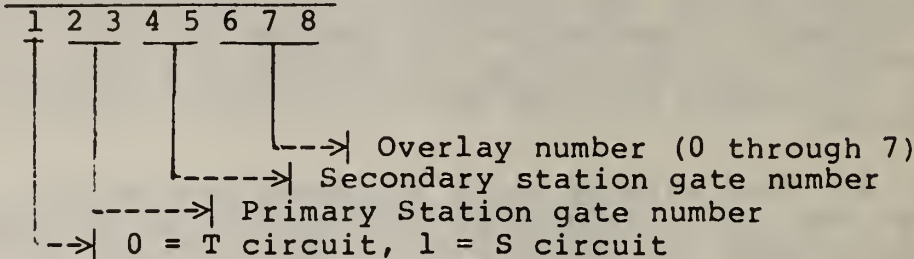 1 2 3 4 5 6 7 8
Overlay number (0 through 7)
Secondary station gate number
Primary Station gate number
0 = T circuit, 1 = S circuit